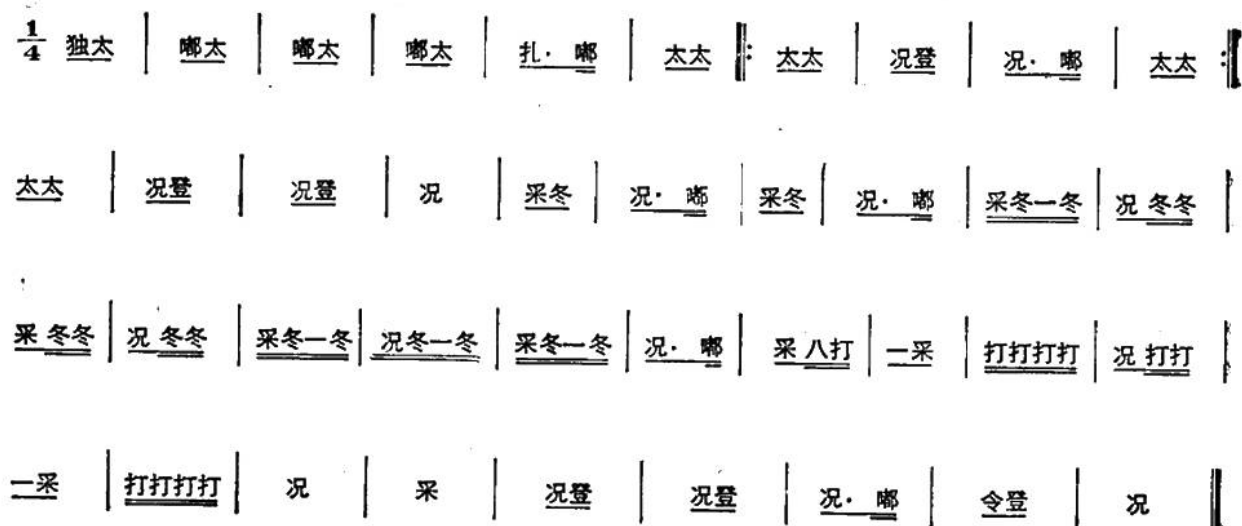 1/4 独太 | 嘟太 | 嘟太 | 嘟太 | 扎· 嘟 | 太太 ‖: 太太 | 况登 | 况· 嘟 | 太太 :‖
太太 | 况登 | 况登 | 况 | 采冬 | 况· 嘟 | 采冬 | 况· 嘟 | 采冬一冬 | 况 冬冬 |
采 冬冬 | 况 冬冬 | 采冬一冬 | 况冬一冬 | 采冬一冬 | 况· 嘟 | 采 八打 | 一采 | 打打打打 | 况 打打 |
一采 | 打打打打 | 况 | 采 | 况登 | 况登 | 况· 嘟 | 令登 | 况 ‖